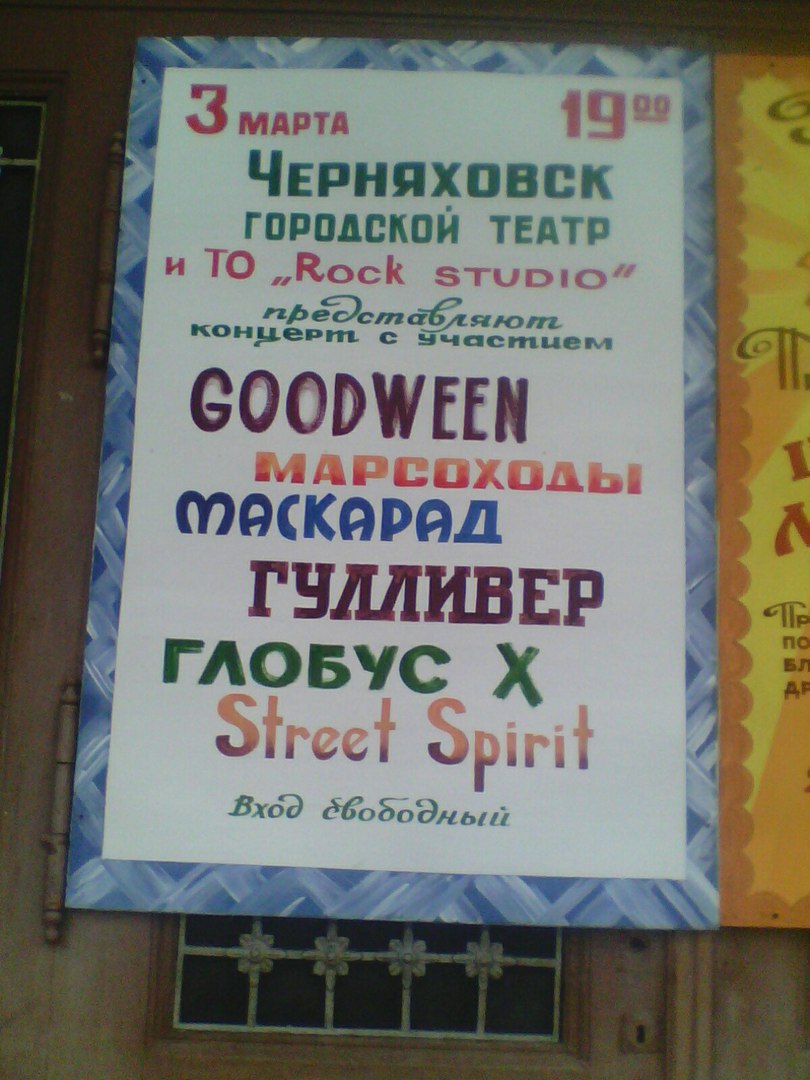 3 МАРТА 19⁰⁰
ЧЕРНЯХОВСК
ГОРОДСКОЙ ТЕАТР
и ТО „Rock STUDIO”
представляют
концерт с участием
GOODWEEN
МАРСОХОДЫ
МАСКАРАД
ГУЛЛИВЕР
ГЛОБУС Х
Street Spirit
Вход свободный